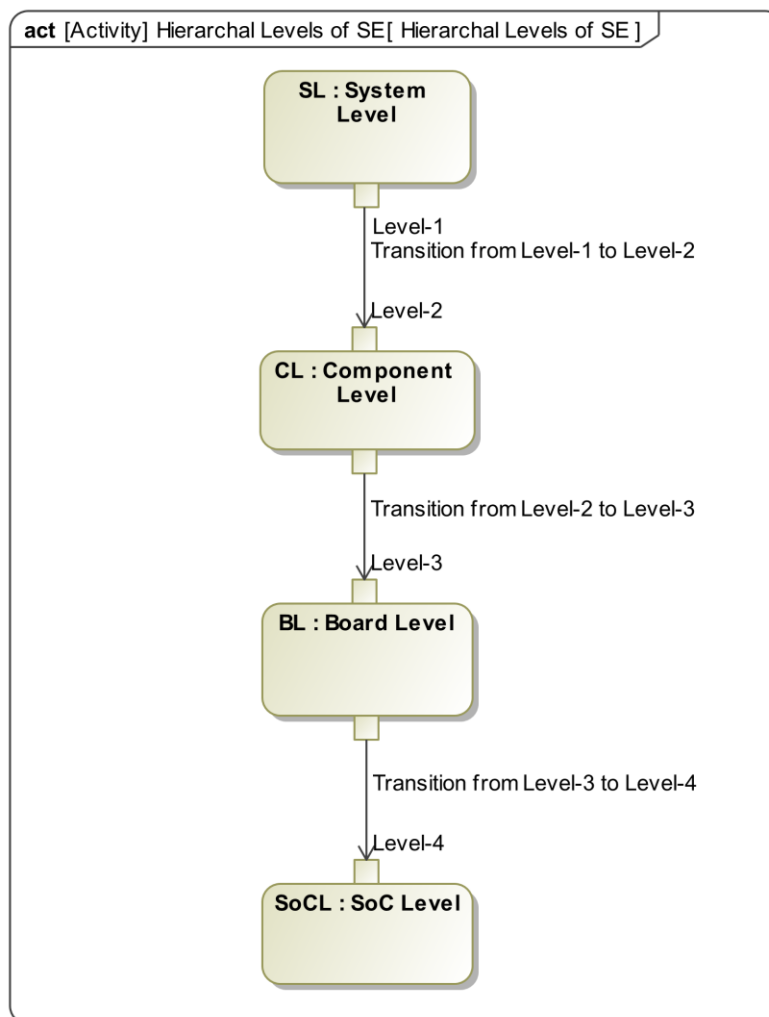 act [Activity] Hierarchal Levels of SE[ Hierarchal Levels of SE ]
SL : System
Level
Level-1
Transition from Level-1 to Level-2
Level-2
CL : Component
Level
Transition from Level-2 to Level-3
Level-3
BL : Board Level
Transition from Level-3 to Level-4
Level-4
SoCL : SoC Level